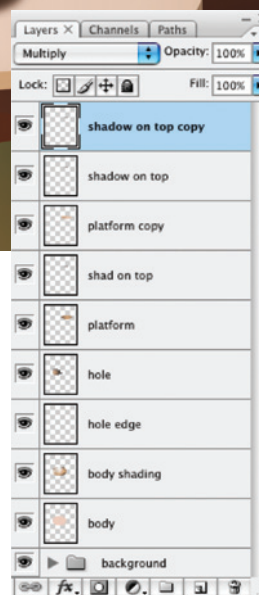 Layers × Channels Paths
Multiply Opacity: 100%
Lock: Fill: 100%
shadow on top copy
shadow on top
platform copy
shad on top
platform
hole
hole edge
body shading
body
background
fx.